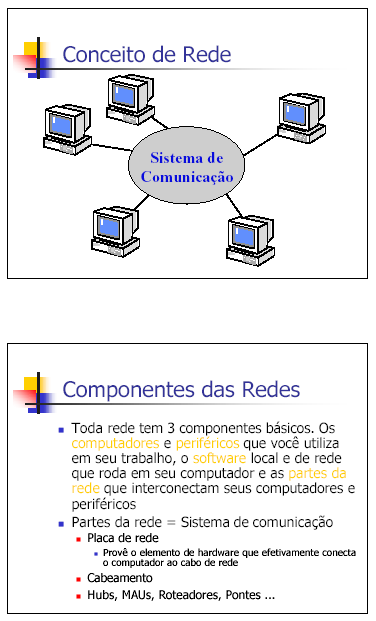 Conceito de Rede
Sistema de
Comunicação
Componentes das Redes
Toda rede tem 3 componentes básicos. Os
computadores e periféricos que você utiliza
em seu trabalho, o software local e de rede
que roda em seu computador e as partes da
rede que interconectam seus computadores e
periféricos
Partes da rede = Sistema de comunicação
Placa de rede
Provê o elemento de hardware que efetivamente conecta
o computador ao cabo de rede
Cabeamento
Hubs, MAUs, Roteadores, Pontes ...